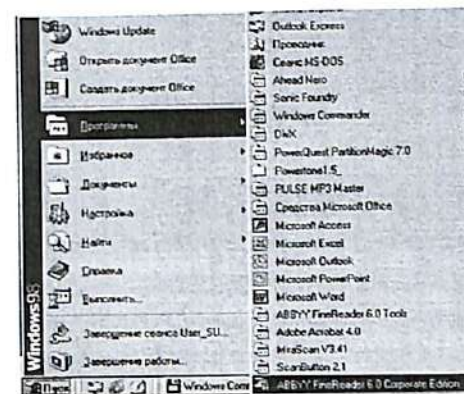 Windows Update
Открыть документ Office
Создать документ Office
Программы
Избранное
Документы
Настройка
Найти
Справка
Выполнить...
Завершение сеанса User_SU...
Завершение работы...
Windows98
Пуск
Windows Com
Outlook Express
Проводник
Сеанс MS-DOS
Ahead Nero
Sonic Foundry
Windows Commander
DivX
PowerQuest PartitionMagic 7.0
Powertone1.5_
PULSE MP3 Master
Средства Microsoft Office
Microsoft Access
Microsoft Excel
Microsoft Outlook
Microsoft PowerPoint
Microsoft Word
ABBYY FineReader 6.0 Tools
Adobe Acrobat 4.0
MiraScan V3.41
ScanButton 2.1
ABBYY FineReader 6.0 Corporate Edition